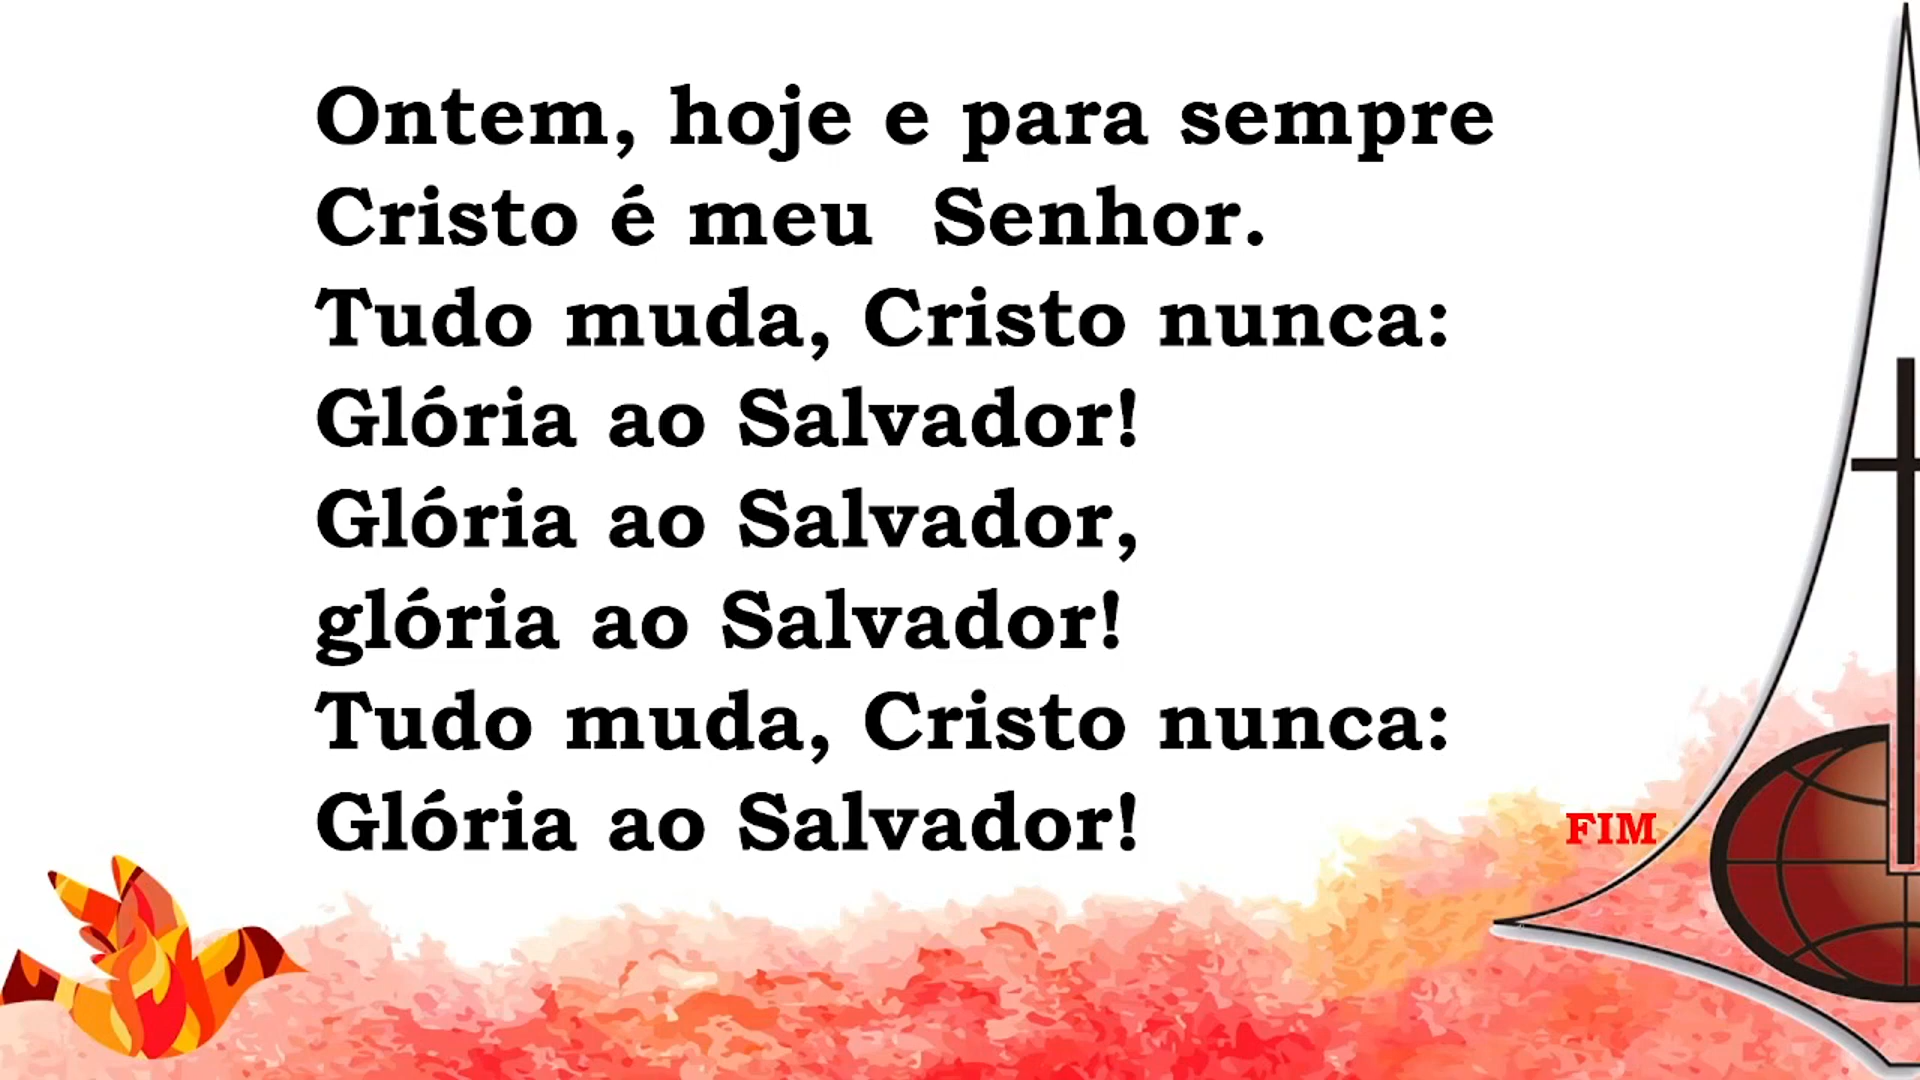 Ontem, hoje e para sempre
Cristo é meu  Senhor.
Tudo muda, Cristo nunca:
Glória ao Salvador!
Glória ao Salvador,
glória ao Salvador!
Tudo muda, Cristo nunca:
Glória ao Salvador!
FIM